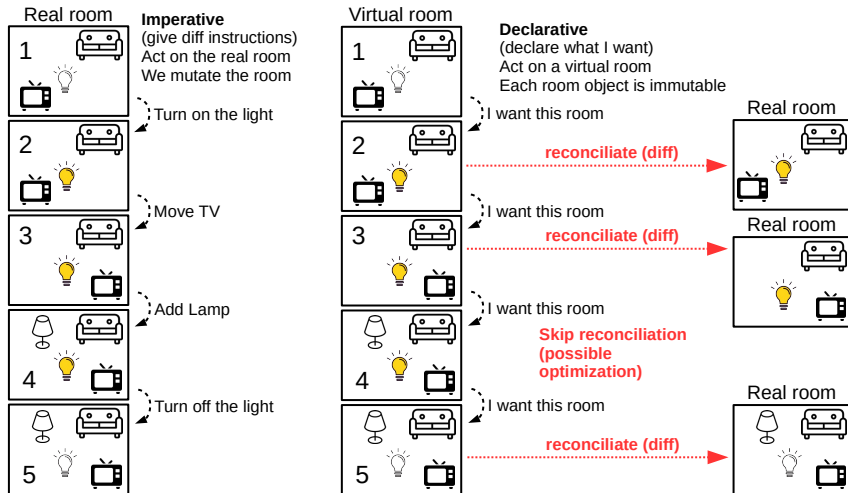 Real room
Imperative
(give diff instructions)
Act on the real room
We mutate the room
1
Turn on the light
2
Move TV
3
Add Lamp
4
Turn off the light
5
Virtual room
Declarative
(declare what I want)
Act on a virtual room
Each room object is immutable
1
I want this room
2
reconciliate (diff)
Real room
I want this room
3
reconciliate (diff)
Real room
I want this room
Skip reconciliation
(possible
optimization)
4
I want this room
5
reconciliate (diff)
Real room